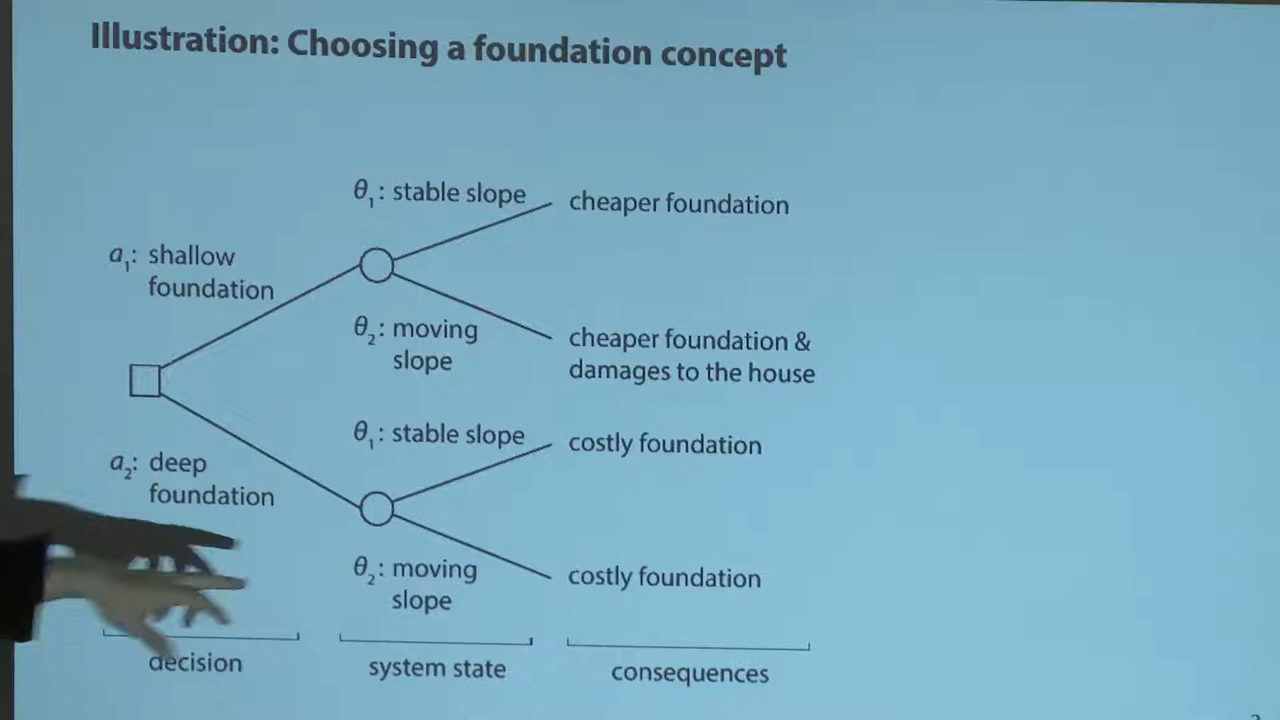 Illustration: Choosing a foundation concept
θ₁: stable slope
cheaper foundation
a₁: shallow
foundation
θ₂: moving
slope
cheaper foundation &
damages to the house
θ₁: stable slope
costly foundation
a₂: deep
foundation
θ₂: moving
slope
costly foundation
decision
system state
consequences